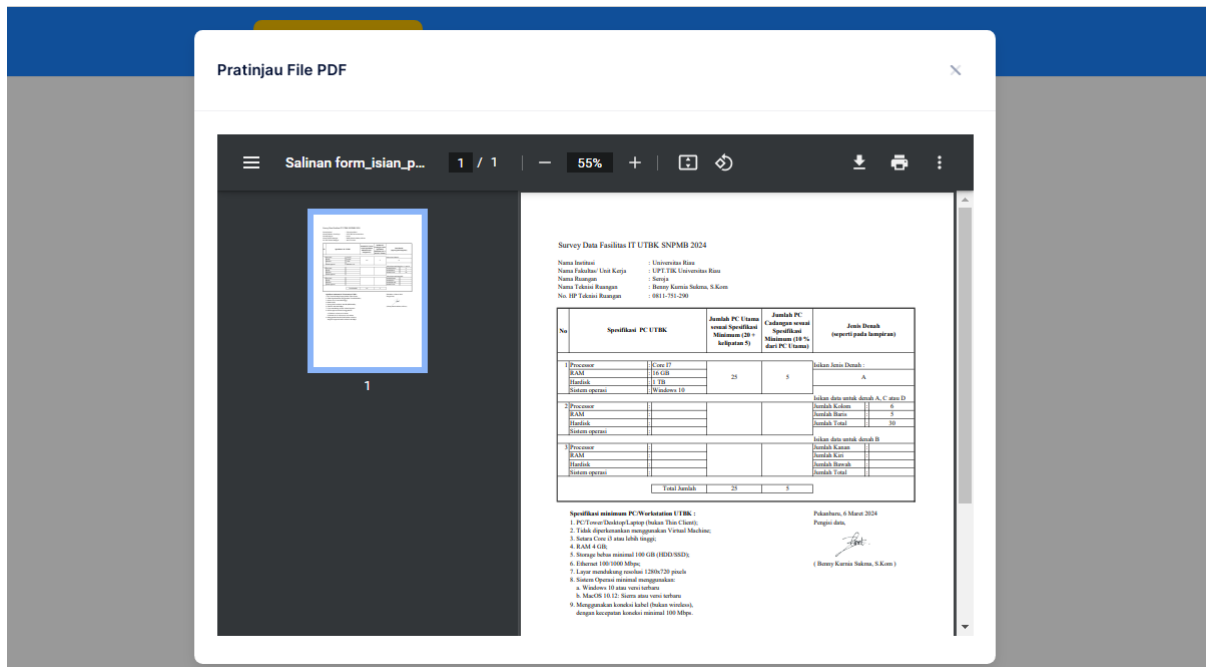 Pratinjau File PDF
Salinan form_isian_p... 1 / 1 55%
1
Survey Data Fasilitas IT UTBK SNPMB 2024
Nama Institusi : Universitas Riau
Nama Fakultas/ Unit Kerja : UPT.TIK Universitas Riau
Nama Ruangan : Seroja
Nama Teknisi Ruangan : Benny Kurnia Sukma, S.Kom
No. HP Teknisi Ruangan : 0811-751-290
No
Spesifikasi PC UTBK
Jumlah PC Utama
sesuai Spesifikasi
Minimum (20 +
kelipatan 5)
Jumlah PC
Cadangan sesuai
Spesifikasi
Minimum (10 %
dari PC Utama)
Jenis Denah
(seperti pada lampiran)
1 Processor : Core I7
RAM : 16 GB
Hardisk : 1 TB
Sistem operasi : Windows 10
25
5
Isikan Jenis Denah :
A
Isikan data untuk denah A, C atau D
2 Processor :
RAM :
Hardisk :
Sistem operasi :
Jumlah Kolom : 6
Jumlah Baris : 5
Jumlah Total : 30
Isikan data untuk denah B
3 Processor :
RAM :
Hardisk :
Sistem operasi :
Jumlah Kanan :
Jumlah Kiri :
Jumlah Bawah :
Jumlah Total :
Total Jumlah 25 5
Spesifikasi minimum PC/Workstation UTBK :
1. PC/Tower/Desktop/Laptop (bukan Thin Client);
2. Tidak diperkenankan menggunakan Virtual Machine;
3. Setara Core i3 atau lebih tinggi;
4. RAM 4 GB;
5. Storage bebas minimal 100 GB (HDD/SSD);
6. Ethernet 100/1000 Mbps;
7. Layar mendukung resolusi 1280x720 pixels
8. Sistem Operasi minimal menggunakan:
a. Windows 10 atau versi terbaru
b. MacOS 10,12: Sierra atau versi terbaru
9. Menggunakan koneksi kabel (bukan wireless),
dengan kecepatan koneksi minimal 100 Mbps.
Pekanbaru, 6 Maret 2024
Pengisi data,
( Benny Kurnia Sukma, S.Kom )